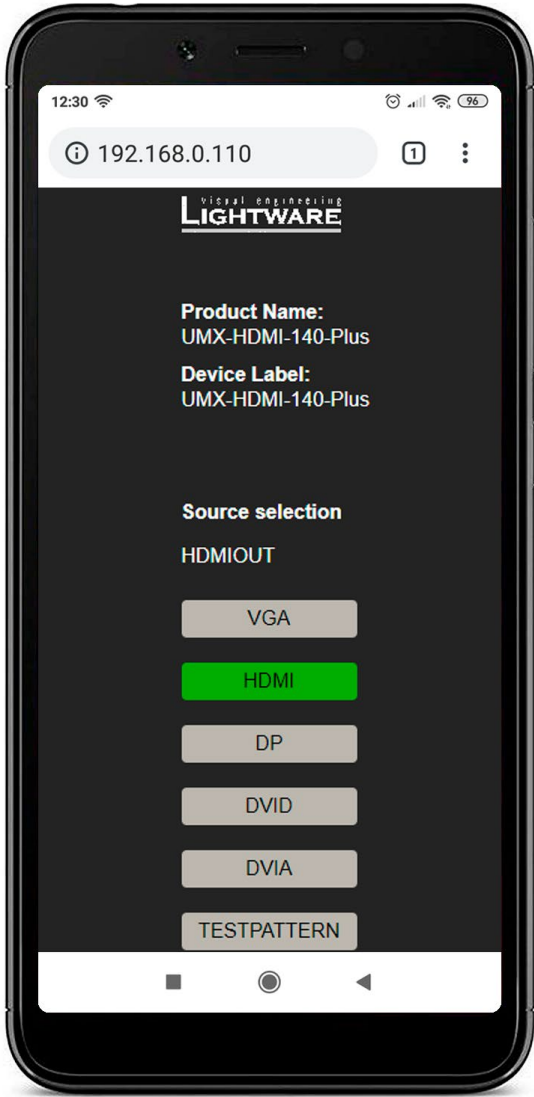 12:30
96
192.168.0.110
1
visual engineering
LIGHTWARE
Product Name:
UMX-HDMI-140-Plus
Device Label:
UMX-HDMI-140-Plus
Source selection
HDMIOUT
VGA
HDMI
DP
DVID
DVIA
TESTPATTERN